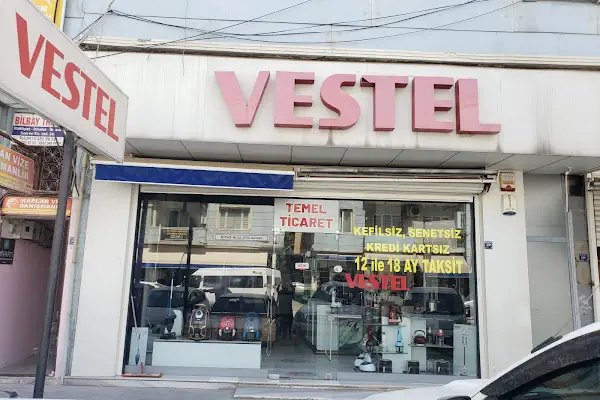 VESTEL
VESTEL
BİLBAY
KAPLAN VİZE
TEMEL
TİCARET
KEFİLSİZ, SENETSİZ
KREDİ KARTSIZ
12 ile 18 AY TAKSİT
VESTEL